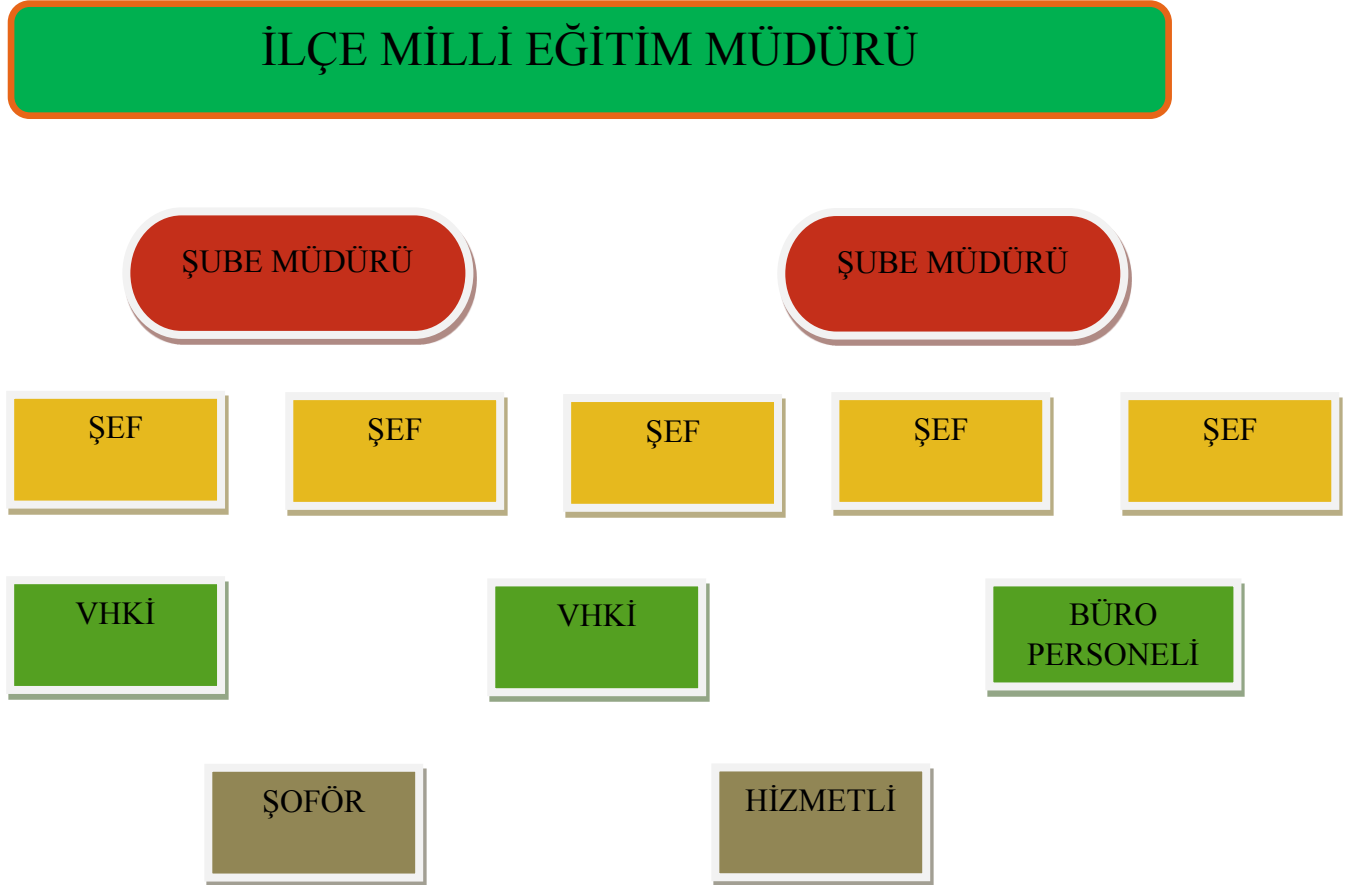 İLÇE MİLLİ EĞİTİM MÜDÜRÜ
ŞUBE MÜDÜRÜ
ŞUBE MÜDÜRÜ
ŞEF
ŞEF
ŞEF
ŞEF
ŞEF
VHKİ
VHKİ
BÜRO
PERSONELİ
ŞOFÖR
HİZMETLİ